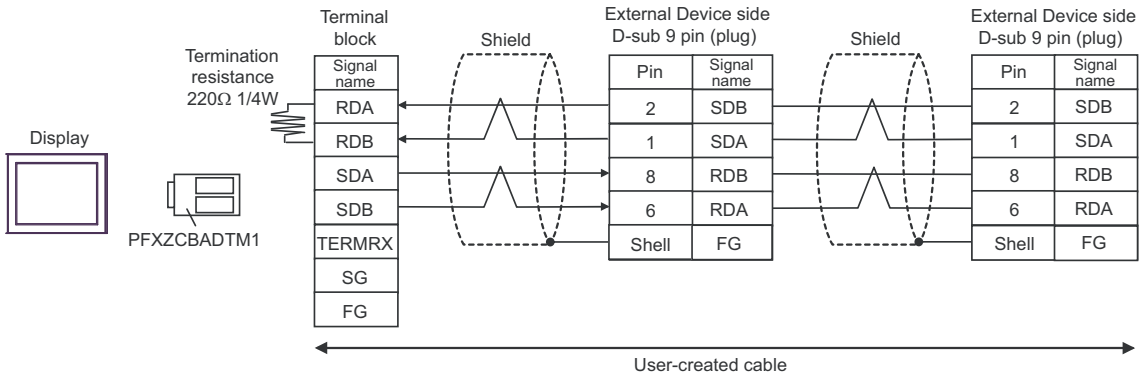 Terminal
block
Shield
External Device side
D-sub 9 pin (plug)
Shield
External Device side
D-sub 9 pin (plug)
Termination
resistance
220Ω 1/4W
Signal
name
Pin
Signal
name
Pin
Signal
name
RDA
2
SDB
2
SDB
RDB
1
SDA
1
SDA
Display
SDA
8
RDB
8
RDB
SDB
6
RDA
6
RDA
PFXZCBADTM1
TERMRX
Shell
FG
Shell
FG
SG
FG
User-created cable